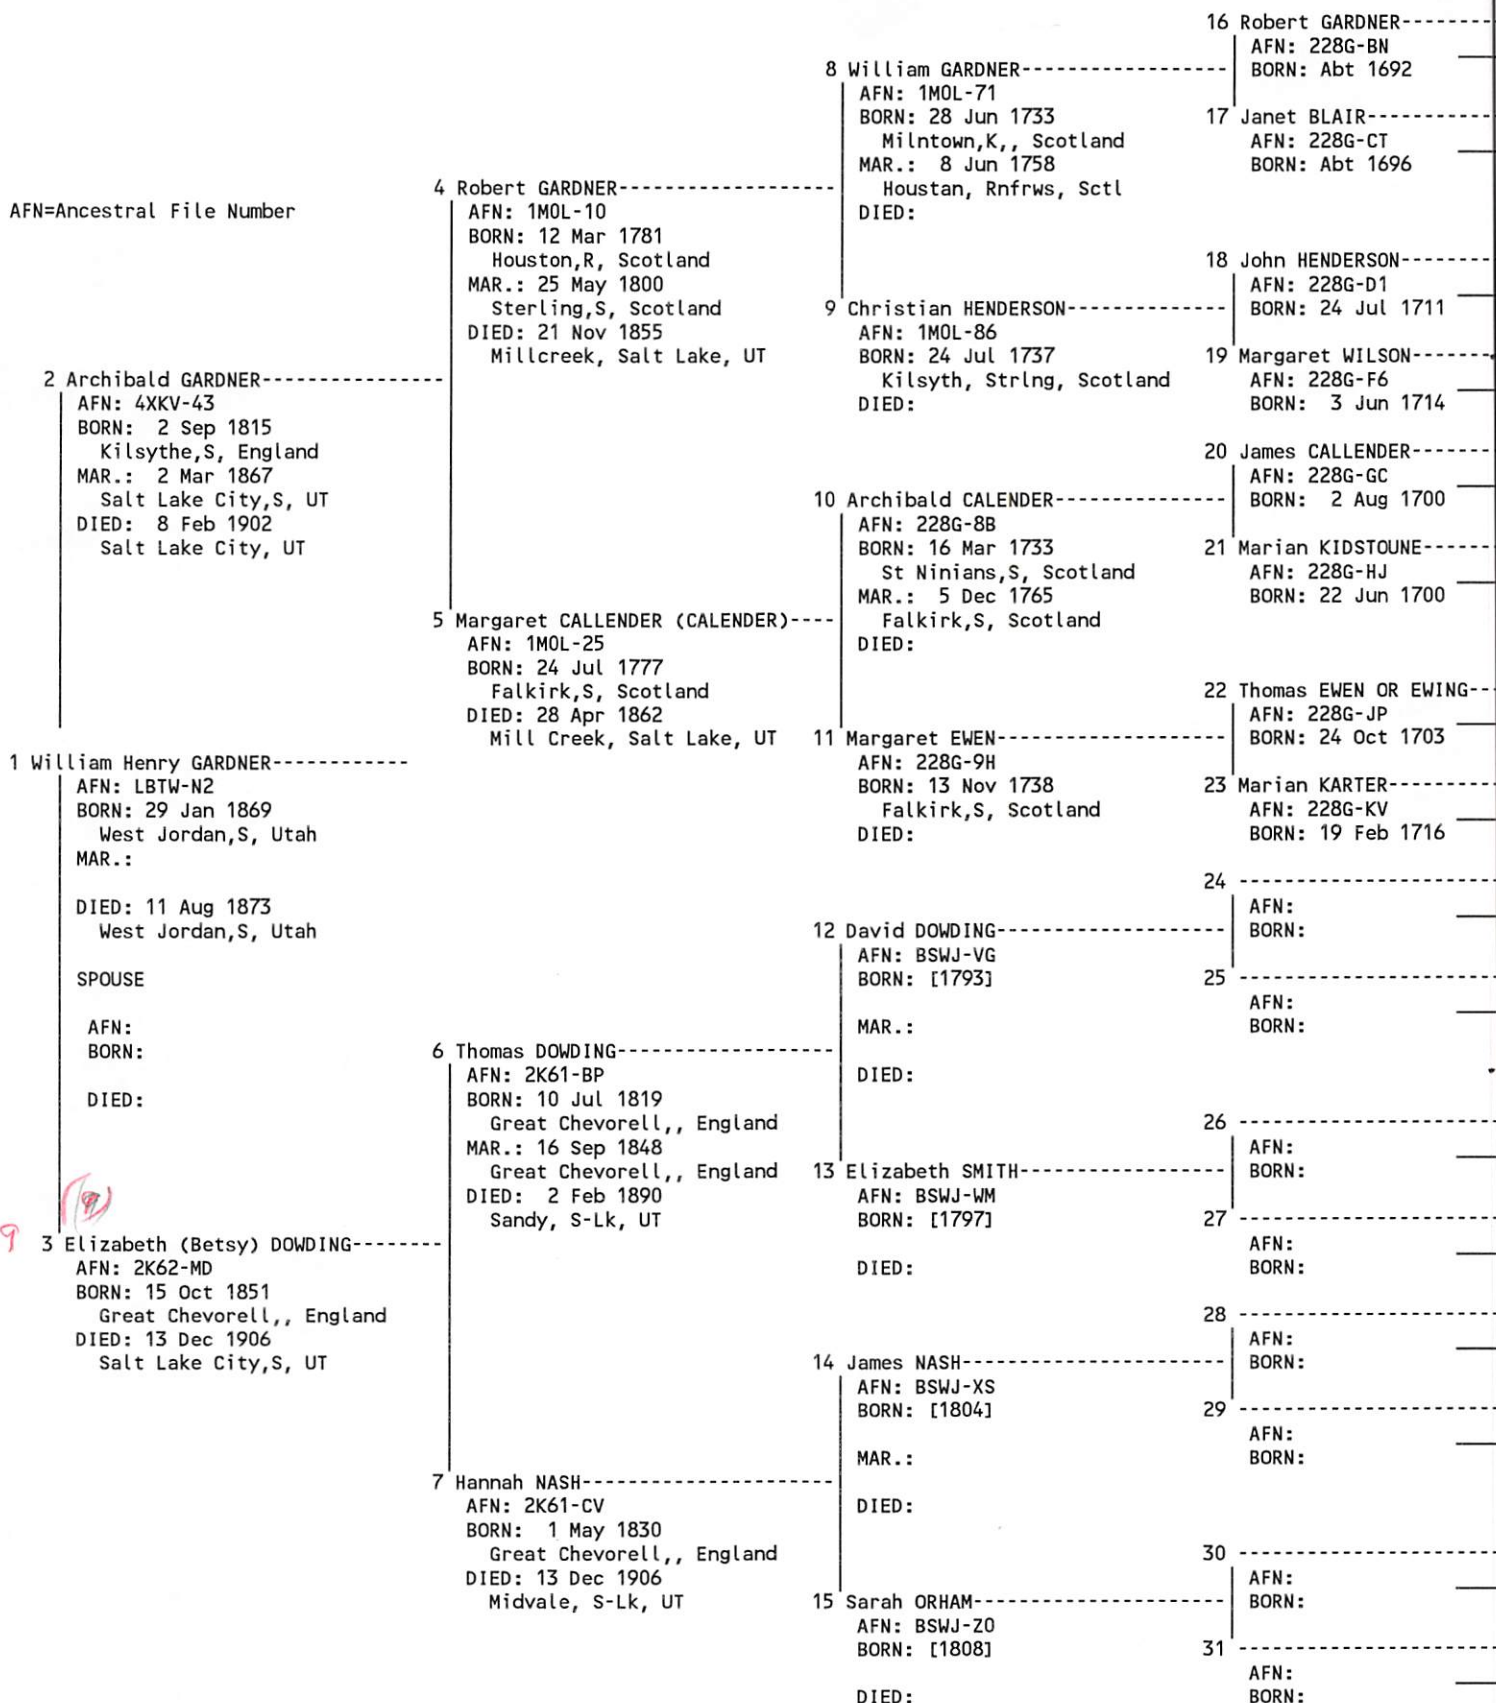 AFN=Ancestral File Number
1 William Henry GARDNER------------
AFN: LBTW-N2
BORN: 29 Jan 1869
West Jordan,S, Utah
MAR.:
DIED: 11 Aug 1873
West Jordan,S, Utah
SPOUSE
AFN:
BORN:
DIED:
2 Archibald GARDNER----------------
AFN: 4XKV-43
BORN:  2 Sep 1815
Kilsythe,S, England
MAR.:  2 Mar 1867
Salt Lake City,S, UT
DIED:  8 Feb 1902
Salt Lake City, UT
9
3 Elizabeth (Betsy) DOWDING--------
AFN: 2K62-MD
BORN: 15 Oct 1851
Great Chevorell,, England
DIED: 13 Dec 1906
Salt Lake City,S, UT
4 Robert GARDNER-------------------
AFN: 1M0L-10
BORN: 12 Mar 1781
Houston,R, Scotland
MAR.: 25 May 1800
Sterling,S, Scotland
DIED: 21 Nov 1855
Millcreek, Salt Lake, UT
5 Margaret CALLENDER (CALENDER)----
AFN: 1M0L-25
BORN: 24 Jul 1777
Falkirk,S, Scotland
DIED: 28 Apr 1862
Mill Creek, Salt Lake, UT
6 Thomas DOWDING-------------------
AFN: 2K61-BP
BORN: 10 Jul 1819
Great Chevorell,, England
MAR.: 16 Sep 1848
Great Chevorell,, England
DIED:  2 Feb 1890
Sandy, S-Lk, UT
7 Hannah NASH----------------------
AFN: 2K61-CV
BORN:  1 May 1830
Great Chevorell,, England
DIED: 13 Dec 1906
Midvale, S-Lk, UT
8 William GARDNER------------------
AFN: 1M0L-71
BORN: 28 Jun 1733
Milntown,K,, Scotland
MAR.:  8 Jun 1758
Houstan, Rnfrws, Sctl
DIED:
9 Christian HENDERSON--------------
AFN: 1M0L-86
BORN: 24 Jul 1737
Kilsyth, Strlng, Scotland
DIED:
10 Archibald CALENDER---------------
AFN: 228G-8B
BORN: 16 Mar 1733
St Ninians,S, Scotland
MAR.:  5 Dec 1765
Falkirk,S, Scotland
DIED:
11 Margaret EWEN--------------------
AFN: 228G-9H
BORN: 13 Nov 1738
Falkirk,S, Scotland
DIED:
12 David DOWDING--------------------
AFN: BSWJ-VG
BORN: [1793]
MAR.:
DIED:
13 Elizabeth SMITH------------------
AFN: BSWJ-WM
BORN: [1797]
DIED:
14 James NASH-----------------------
AFN: BSWJ-XS
BORN: [1804]
MAR.:
DIED:
15 Sarah ORHAM----------------------
AFN: BSWJ-Z0
BORN: [1808]
DIED:
16 Robert GARDNER--------
AFN: 228G-BN
BORN: Abt 1692
17 Janet BLAIR-----------
AFN: 228G-CT
BORN: Abt 1696
18 John HENDERSON--------
AFN: 228G-D1
BORN: 24 Jul 1711
19 Margaret WILSON-------
AFN: 228G-F6
BORN:  3 Jun 1714
20 James CALLENDER-------
AFN: 228G-GC
BORN:  2 Aug 1700
21 Marian KIDSTOUNE------
AFN: 228G-HJ
BORN: 22 Jun 1700
22 Thomas EWEN OR EWING--
AFN: 228G-JP
BORN: 24 Oct 1703
23 Marian KARTER---------
AFN: 228G-KV
BORN: 19 Feb 1716
24 ----------------------
AFN:
BORN:
25 ----------------------
AFN:
BORN:
26 ----------------------
AFN:
BORN:
27 ----------------------
AFN:
BORN:
28 ----------------------
AFN:
BORN:
29 ----------------------
AFN:
BORN:
30 ----------------------
AFN:
BORN:
31 ----------------------
AFN:
BORN: